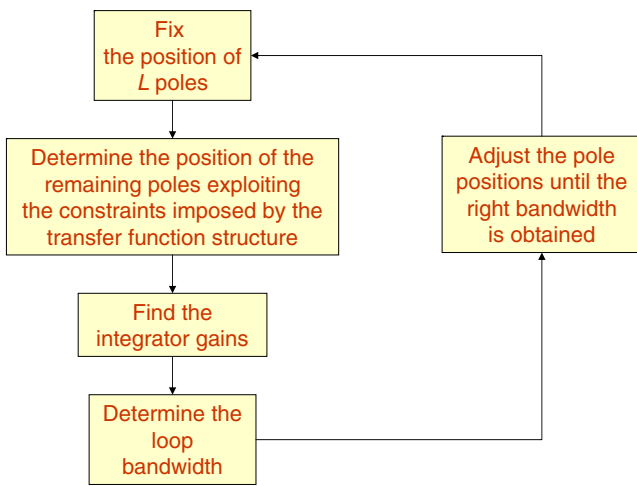 Fix
the position of
L poles
Determine the position of the
remaining poles exploiting
the constraints imposed by the
transfer function structure
Find the
integrator gains
Determine the
loop
bandwidth
Adjust the pole
positions until the
right bandwidth
is obtained